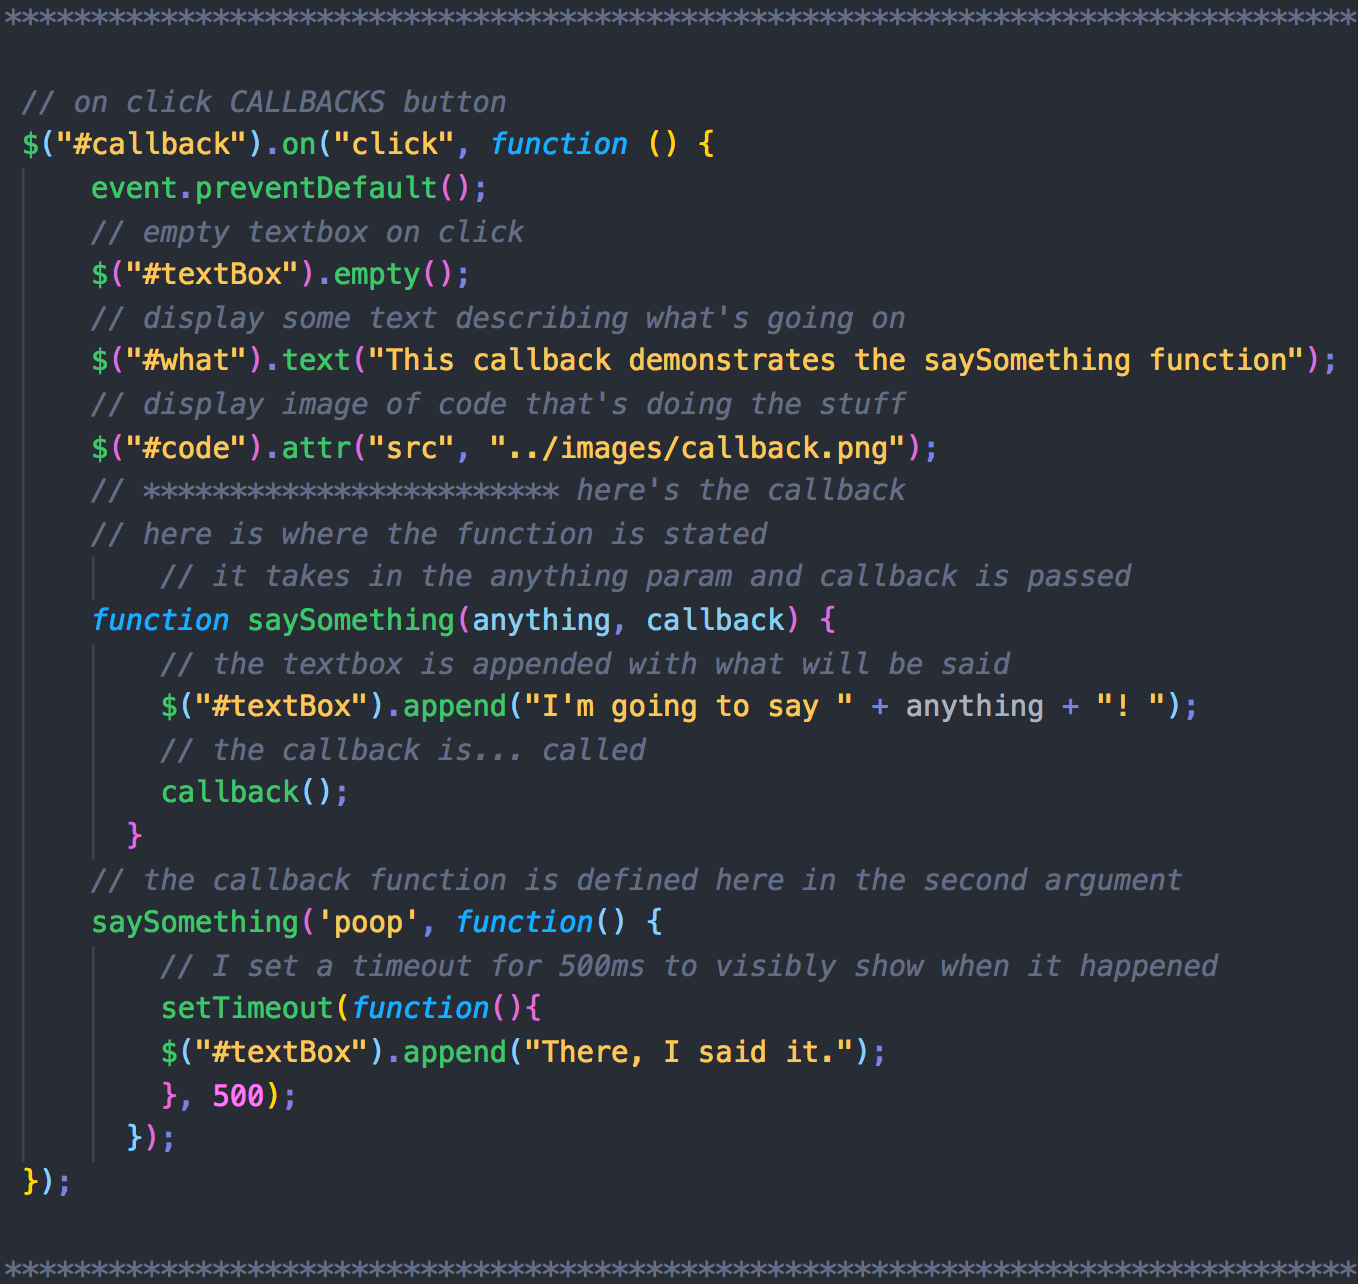 ******************************************************************************
// on click CALLBACKS button
$("#callback").on("click", function () {
event.preventDefault();
// empty textbox on click
$("#textBox").empty();
// display some text describing what's going on
$("#what").text("This callback demonstrates the saySomething function");
// display image of code that's doing the stuff
$("#code").attr("src", "../images/callback.png");
// ************************ here's the callback
// here is where the function is stated
// it takes in the anything param and callback is passed
function saySomething(anything, callback) {
// the textbox is appended with what will be said
$("#textBox").append("I'm going to say " + anything + "! ");
// the callback is... called
callback();
}
// the callback function is defined here in the second argument
saySomething('poop', function() {
// I set a timeout for 500ms to visibly show when it happened
setTimeout(function(){
$("#textBox").append("There, I said it.");
}, 500);
});
});
******************************************************************************